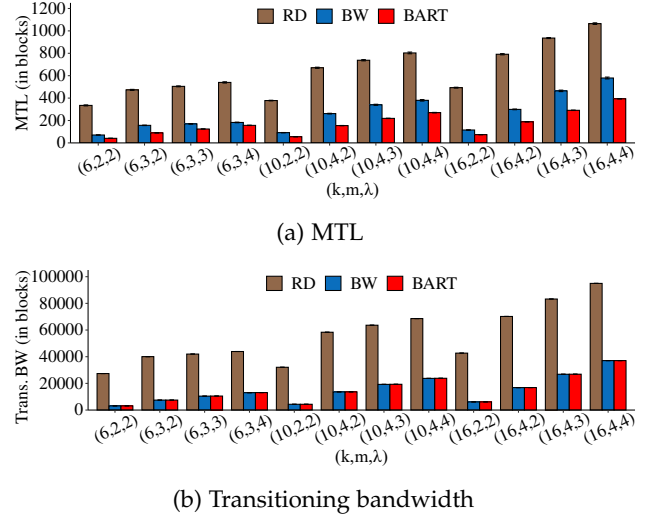 1200
1000
800
600
400
200
0
MTL (in blocks)
RD BW BART
(6,2,2) (6,3,2) (6,3,3) (6,3,4) (10,2,2) (10,4,2) (10,4,3) (10,4,4) (16,2,2) (16,4,2) (16,4,3) (16,4,4)
(k,m,λ)
(a) MTL
100000
80000
60000
40000
20000
0
Trans. BW (in blocks)
RD BW BART
(6,2,2) (6,3,2) (6,3,3) (6,3,4) (10,2,2) (10,4,2) (10,4,3) (10,4,4) (16,2,2) (16,4,2) (16,4,3) (16,4,4)
(k,m,λ)
(b) Transitioning bandwidth